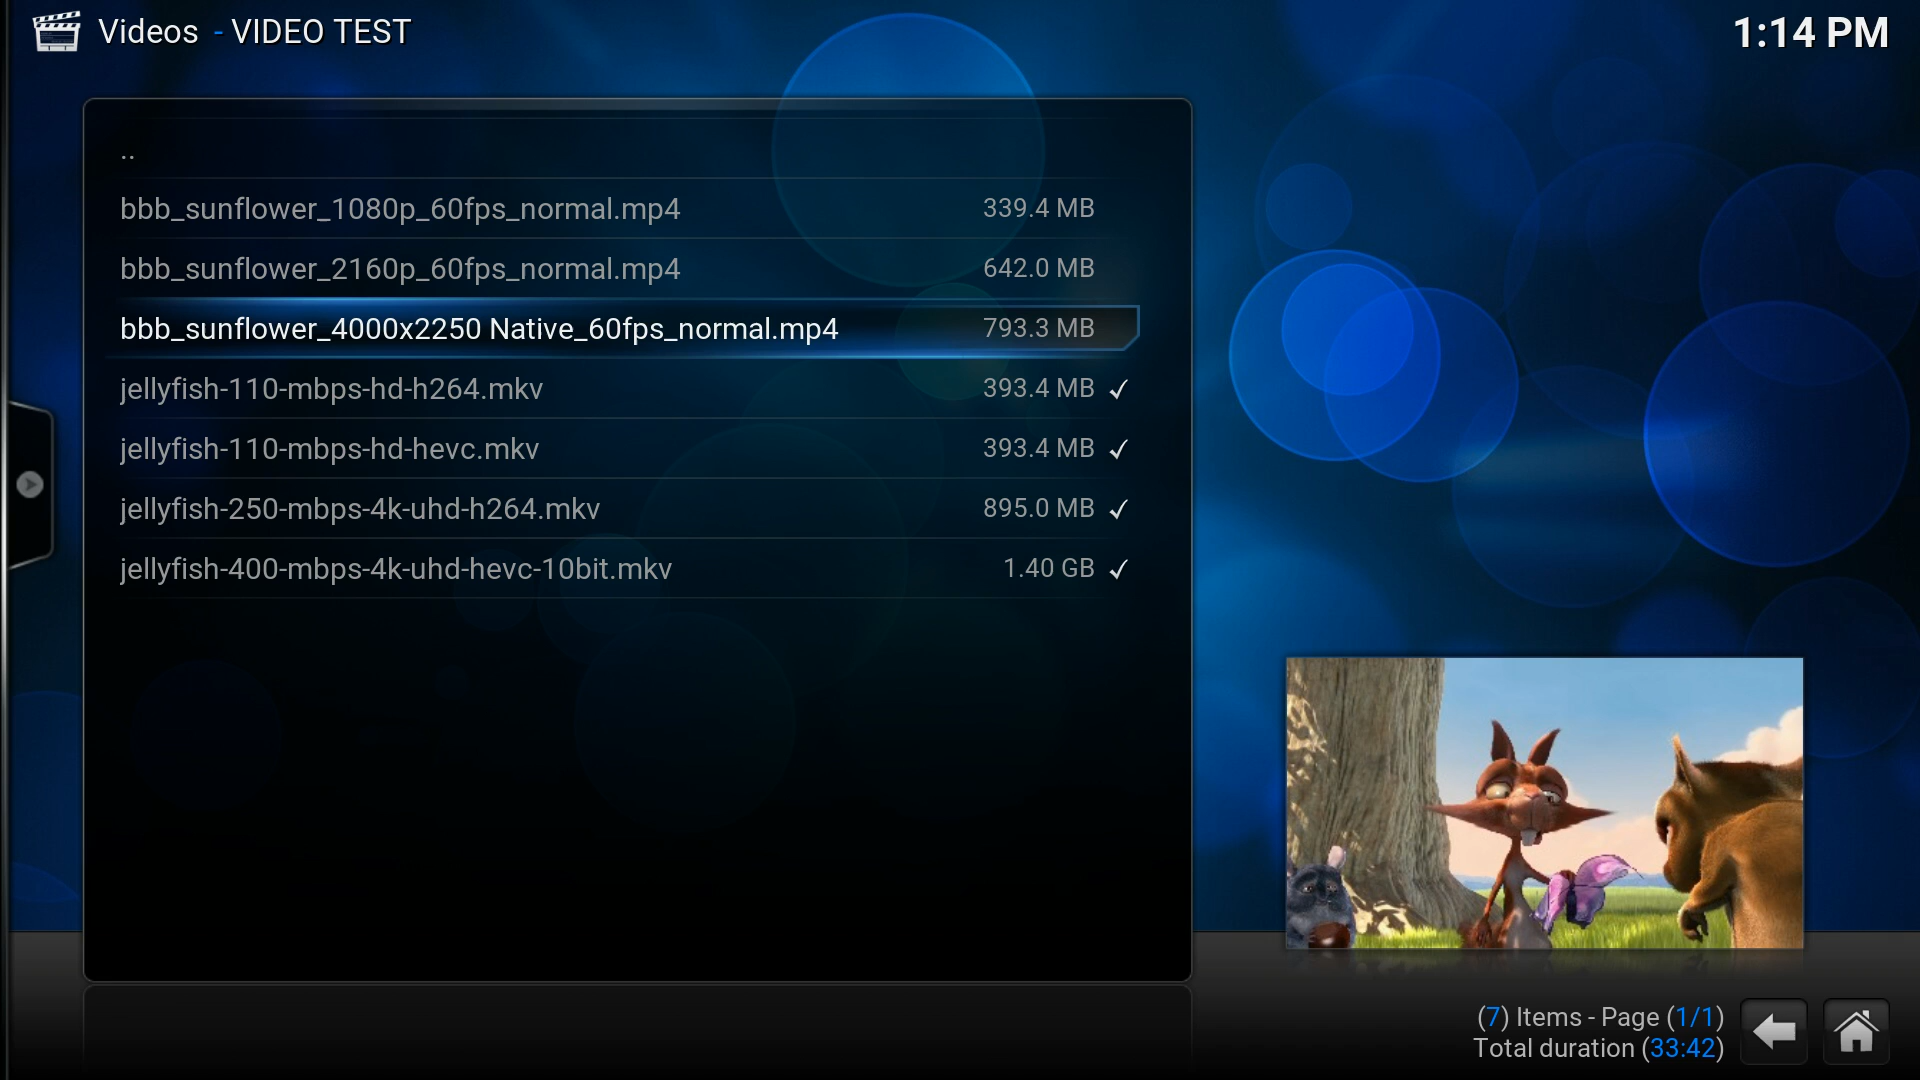 Videos - VIDEO TEST
1:14 PM
..
bbb_sunflower_1080p_60fps_normal.mp4 339.4 MB
bbb_sunflower_2160p_60fps_normal.mp4 642.0 MB
bbb_sunflower_4000x2250 Native_60fps_normal.mp4 793.3 MB
jellyfish-110-mbps-hd-h264.mkv 393.4 MB ✓
jellyfish-110-mbps-hd-hevc.mkv 393.4 MB ✓
jellyfish-250-mbps-4k-uhd-h264.mkv 895.0 MB ✓
jellyfish-400-mbps-4k-uhd-hevc-10bit.mkv 1.40 GB ✓
(7) Items - Page (1/1)
Total duration (33:42)